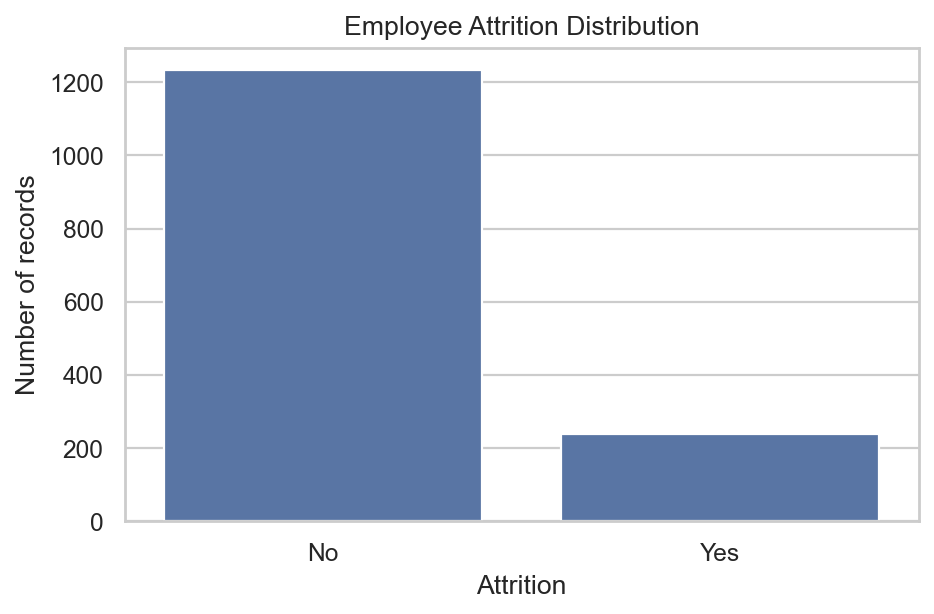 Employee Attrition Distribution
Number of records
1200
1000
800
600
400
200
0
No Yes
Attrition